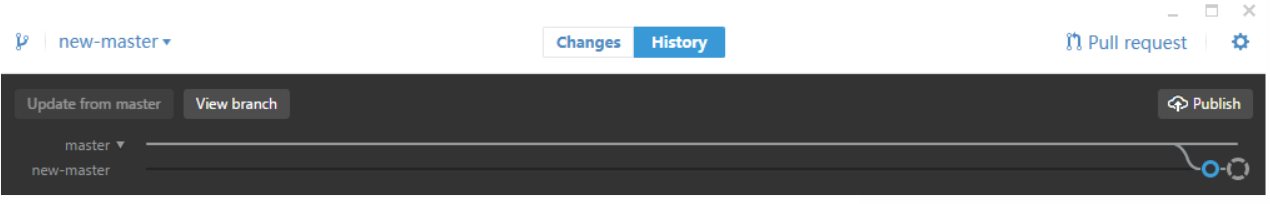 new-master Changes History Pull request
Update from master View branch Publish
master
new-master